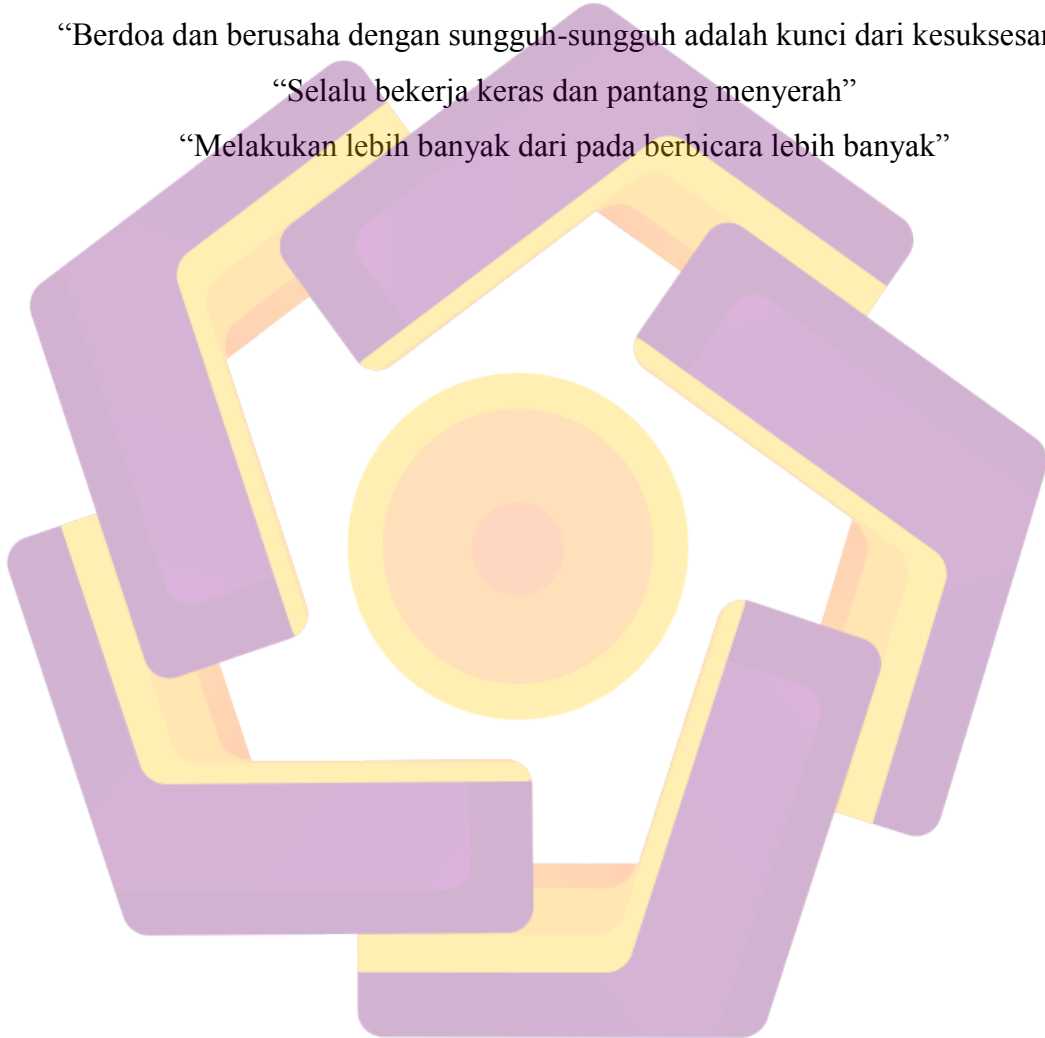 “Berdoa dan berusaha dengan sungguh-sungguh adalah kunci dari
“Selalu bekerja keras dan pantang menyerah”
“Melakukan lebih banyak dari pada berbicara lebih banyak”